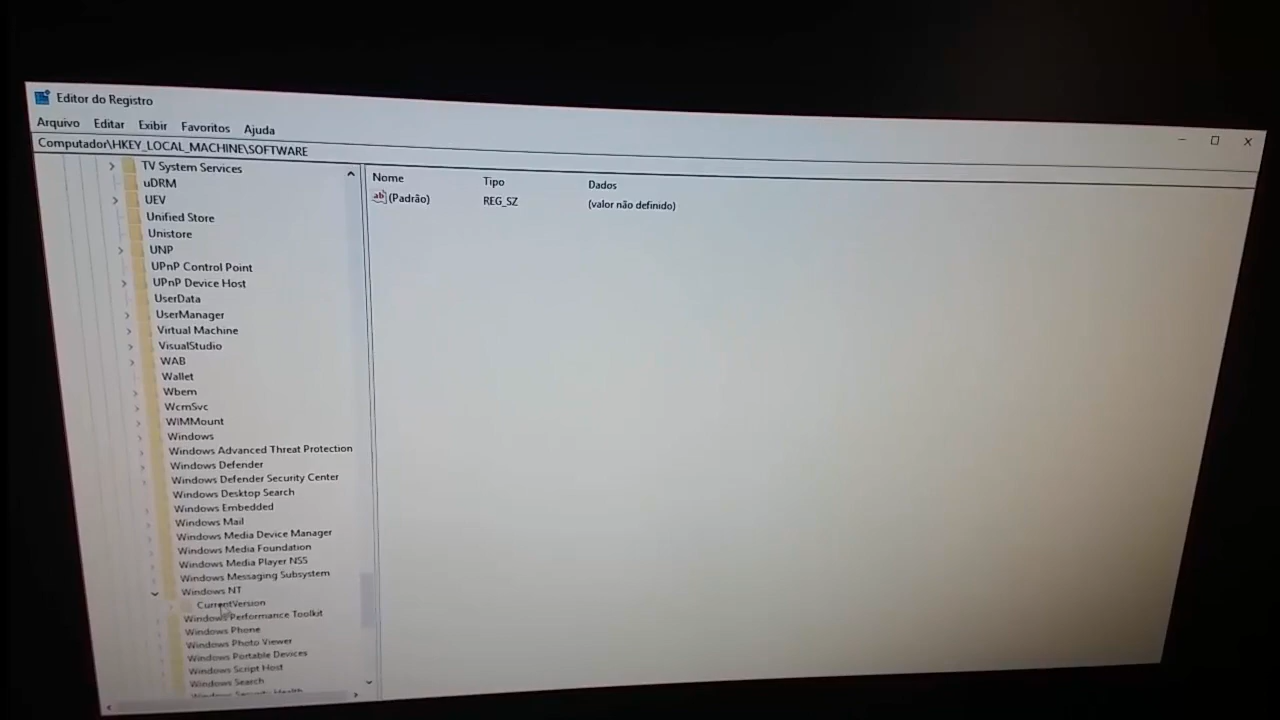 Editor do Registro
Arquivo Editar Exibir Favoritos Ajuda
Computador\HKEY_LOCAL_MACHINE\SOFTWARE
TV System Services
uDRM
UEV
Unified Store
Unistore
UNP
UPnP Control Point
UPnP Device Host
UserData
UserManager
Virtual Machine
VisualStudio
WAB
Wallet
Wbem
WcmSvc
WIMMount
Windows
Windows Advanced Threat Protection
Windows Defender
Windows Defender Security Center
Windows Desktop Search
Windows Embedded
Windows Mail
Windows Media Device Manager
Windows Media Foundation
Windows Media Player NSS
Windows Messaging Subsystem
Windows NT
CurrentVersion
Windows Performance Toolkit
Windows Phone
Windows Photo Viewer
Windows Portable Devices
Windows Script Host
Windows Search
Windows Security Health
Nome Tipo Dados
ab (Padrão) REG_SZ (valor não definido)